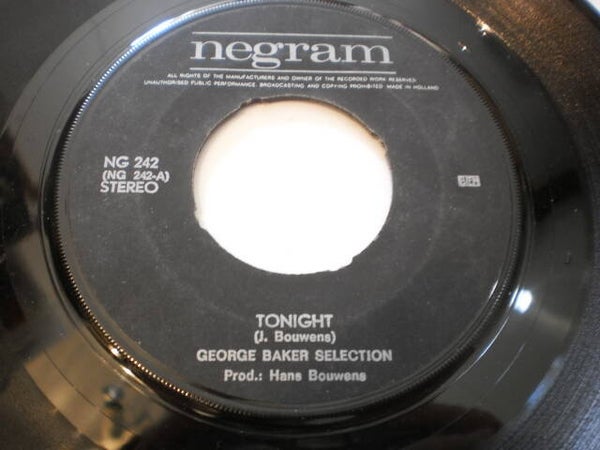 negram
ALL RIGHTS OF THE MANUFACTURERS AND OWNER OF THE RECORDED WORK RESERVED
UNAUTHORISED PUBLIC PERFORMANCE, BROADCASTING AND COPYING PROHIBITED MADE IN HOLLAND
NG 242
(NG 242-A)
STEREO
TONIGHT
(J. Bouwens)
GEORGE BAKER SELECTION
Prod.: Hans Bouwens